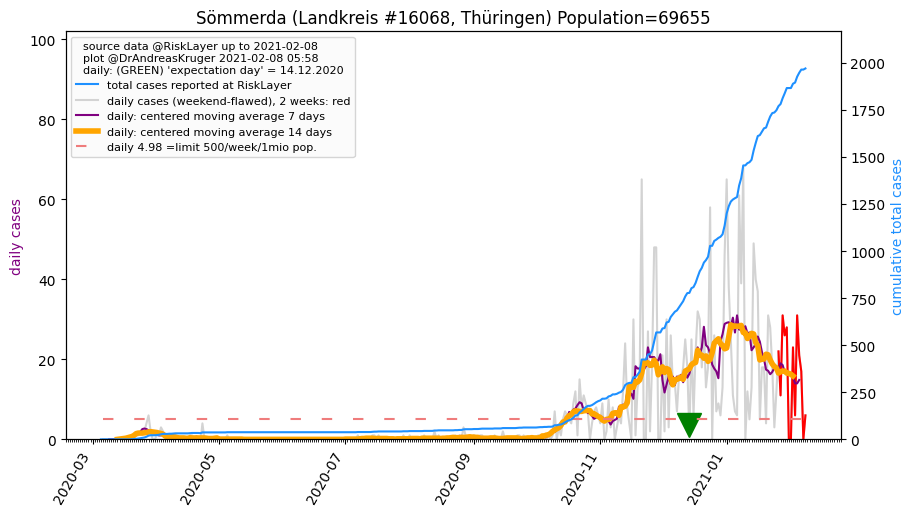 Sömmerda (Landkreis #16068, Thüringen) Population=69655
source data @RiskLayer up to 2021-02-08
plot @DrAndreasKruger 2021-02-08 05:58
daily: (GREEN) 'expectation day' = 14.12.2020
total cases reported at RiskLayer
daily cases (weekend-flawed), 2 weeks: red
daily: centered moving average 7 days
daily: centered moving average 14 days
daily 4.98 =limit 500/week/1mio pop.
daily cases
100
80
60
40
20
0
2000
1750
1500
1250
1000
750
500
250
0
cumulative total cases
2020-03
2020-05
2020-07
2020-09
2020-11
2021-01